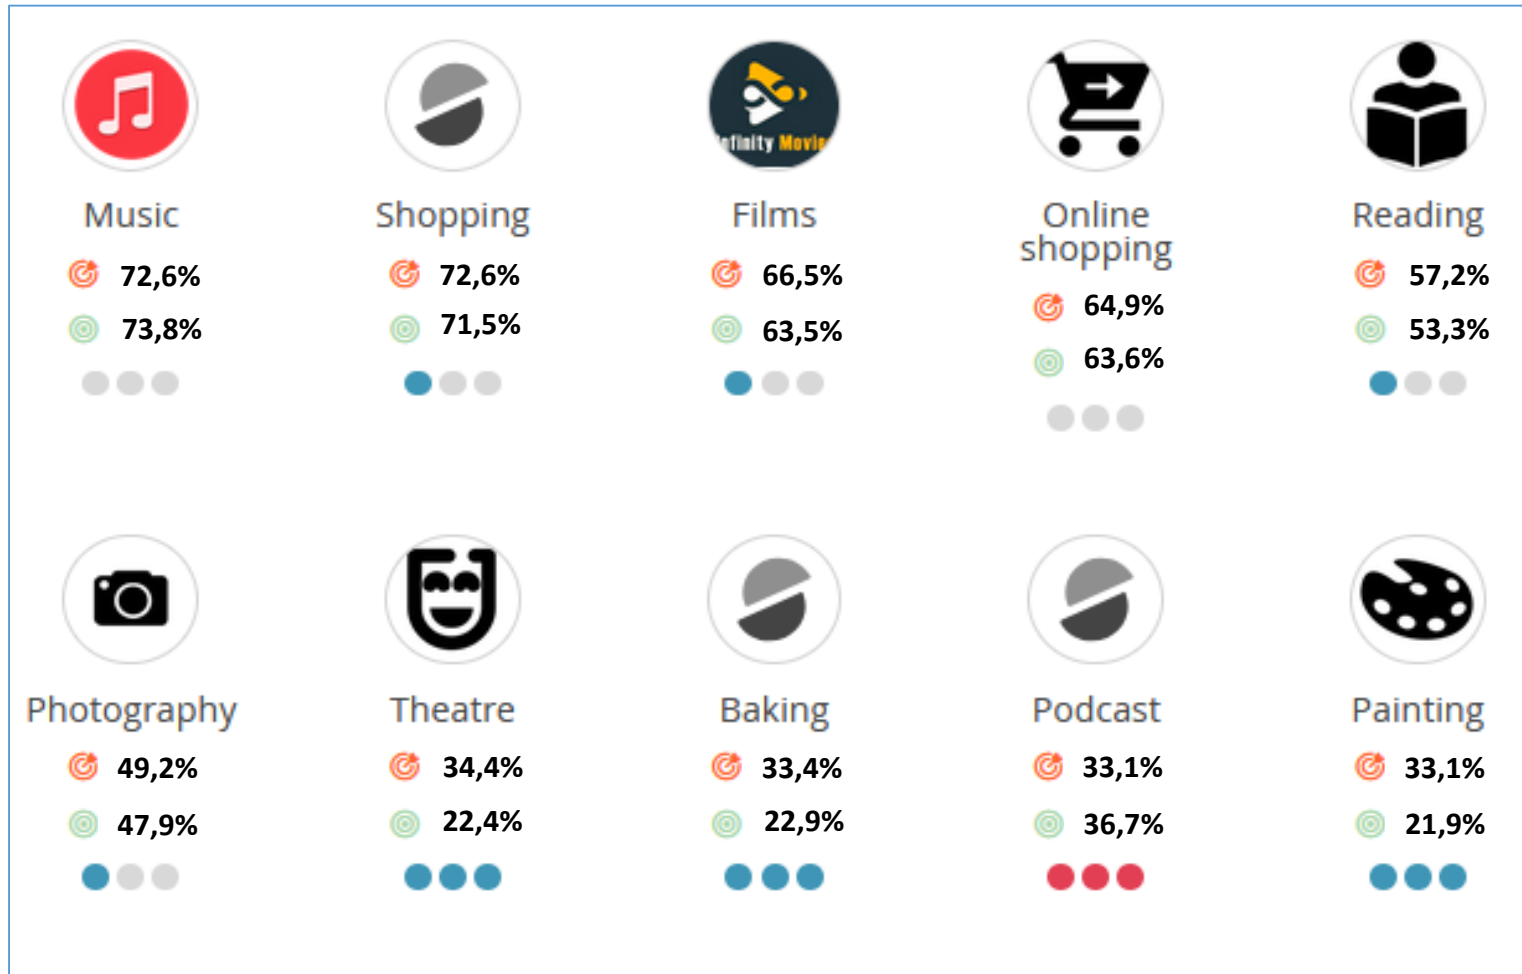 nfinity Movie
Music
Shopping
Films
Online
shopping
Reading
72,6%
72,6%
66,5%
64,9%
57,2%
73,8%
71,5%
63,5%
63,6%
53,3%
Photography
Theatre
Baking
Podcast
Painting
49,2%
34,4%
33,4%
33,1%
33,1%
47,9%
22,4%
22,9%
36,7%
21,9%